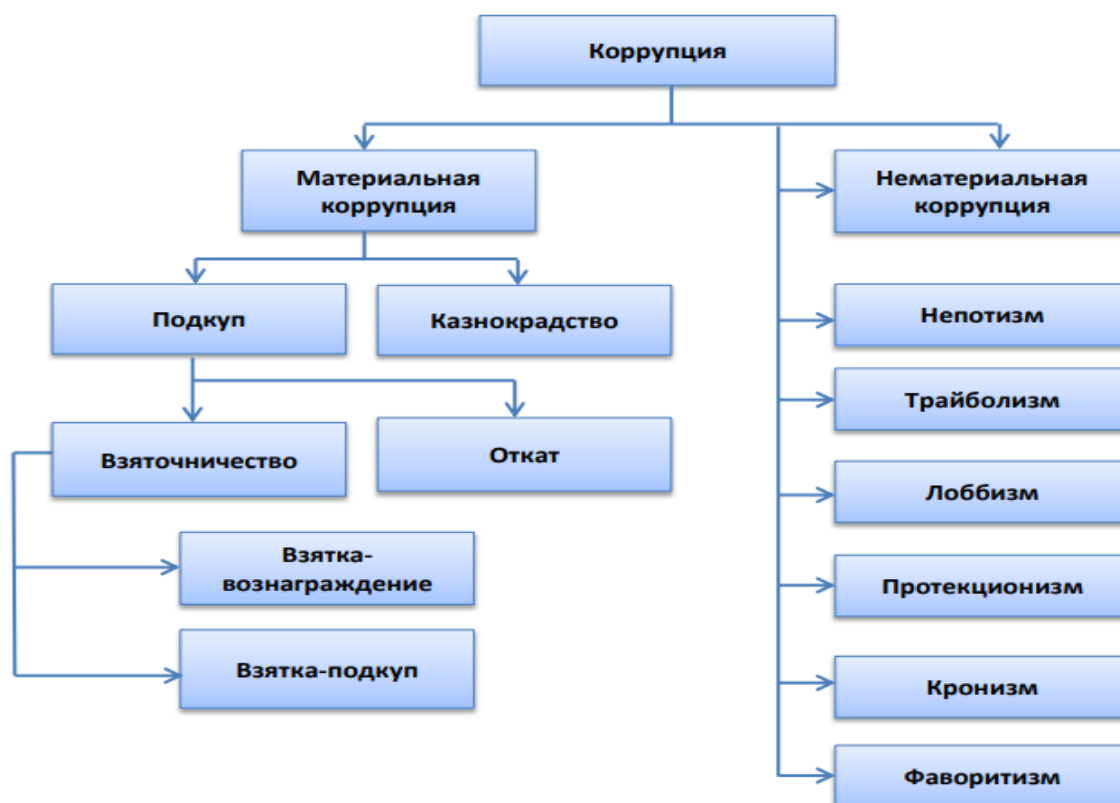 Коррупция
Материальная
коррупция
Нематериальная
коррупция
Подкуп
Казнокрадство
Непотизм
Трайболизм
Взяточничество
Откат
Лоббизм
Взятка-
вознаграждение
Протекционизм
Взятка-подкуп
Кронизм
Фаворитизм